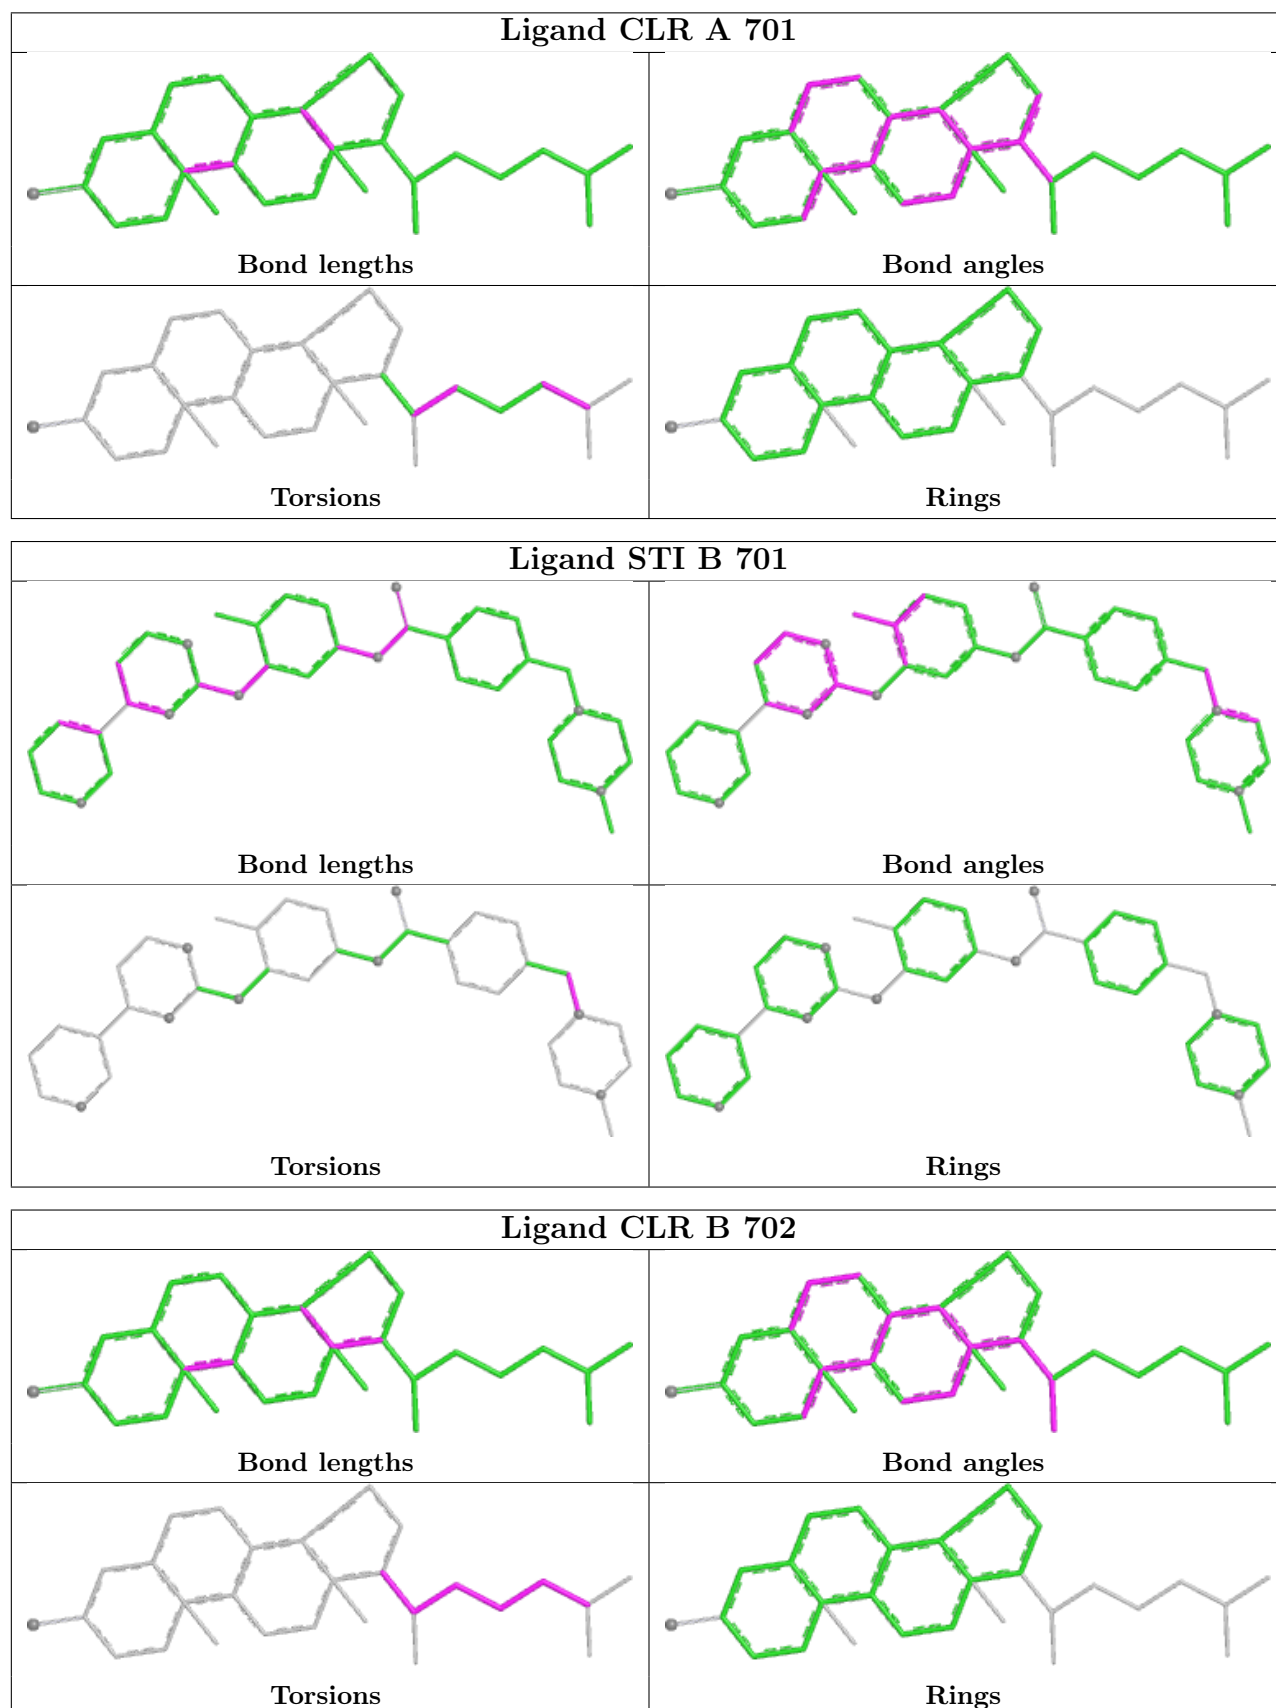 Ligand CLR A 701
Bond lengths
Bond angles
Torsions
Rings
Ligand STI B 701
Bond lengths
Bond angles
Torsions
Rings
Ligand CLR B 702
Bond lengths
Bond angles
Torsions
Rings